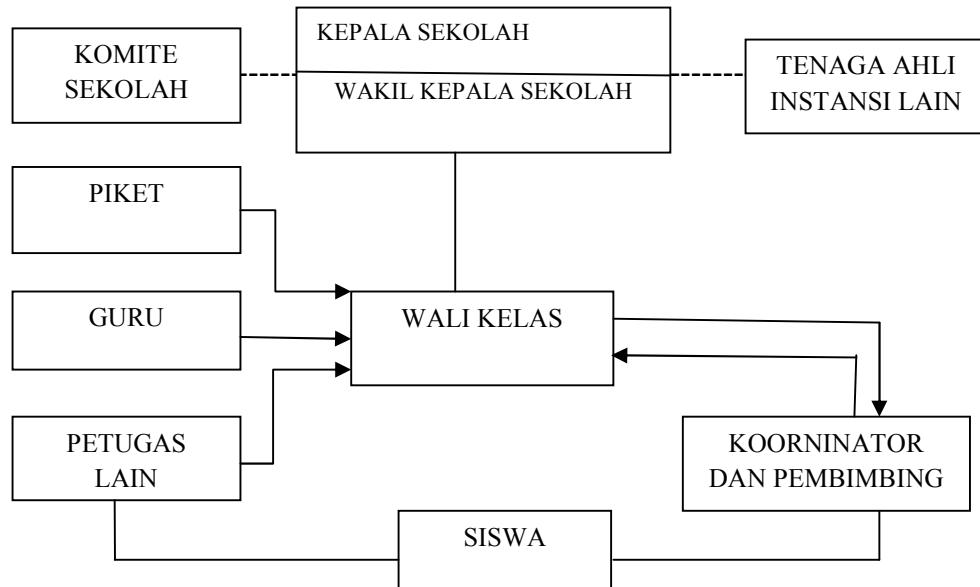 KEPALA SEKOLAH
WAKIL KEPALA SEKOLAH
KOMITE
SEKOLAH
TENAGA AHLI
INSTANSI LAIN
PIKET
GURU
WALI KELAS
PETUGAS
LAIN
KOORNINATOR
DAN PEMBIMBING
SISWA